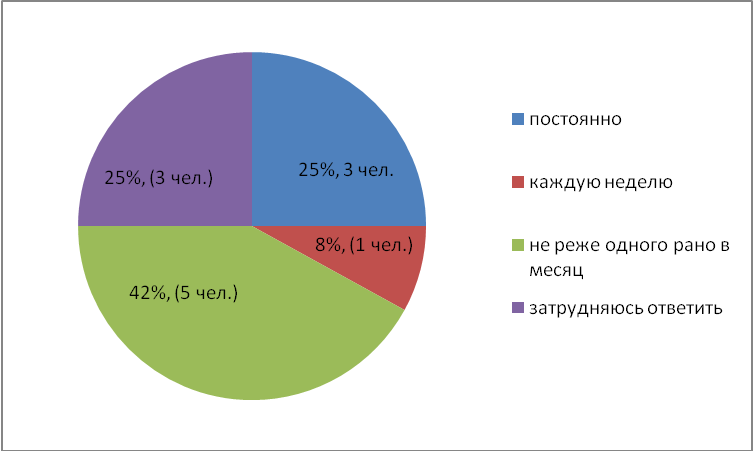 25%, (3 чел.)
25%, 3 чел.
8%, (1 чел.)
42%, (5 чел.)
постоянно
каждую неделю
не реже одного рано в
месяц
затрудняюсь ответить